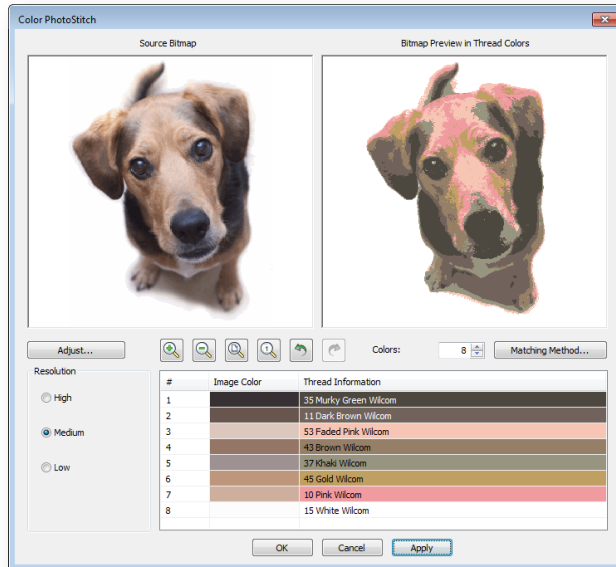 Color PhotoStitch
Source Bitmap
Bitmap Preview in Thread Colors
Adjust...
Colors:
8
Matching Method...
Resolution
High
Medium
Low
# Image Color Thread Information
1 35 Murky Green Wilcom
2 11 Dark Brown Wilcom
3 53 Faded Pink Wilcom
4 43 Brown Wilcom
5 37 Khaki Wilcom
6 45 Gold Wilcom
7 10 Pink Wilcom
8 15 White Wilcom
OK Cancel Apply